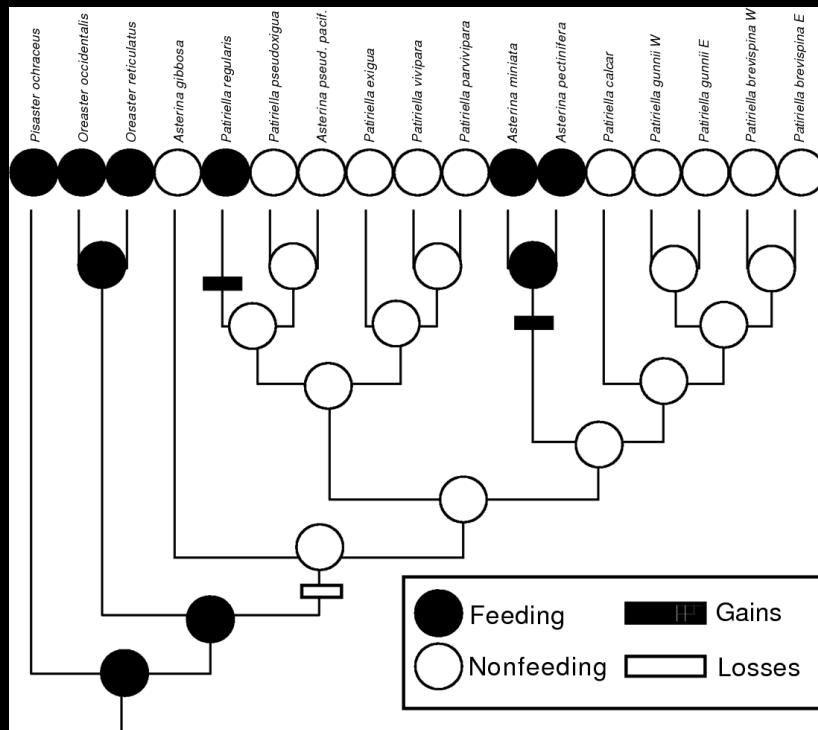 Pisaster ochraceus
Oreaster occidentalis
Oreaster reticulatus
Asterina gibbosa
Patiriella regularis
Patiriella pseudoxigua
Asterina pseud. pacif.
Patiriella exigua
Patiriella vivipara
Patiriella parvivipara
Asterina miniata
Asterina pectinifera
Patiriella calcar
Patiriella gunnii W
Patiriella gunnii E
Patiriella brevispina W
Patiriella brevispina E
Feeding
Gains
Nonfeeding
Losses